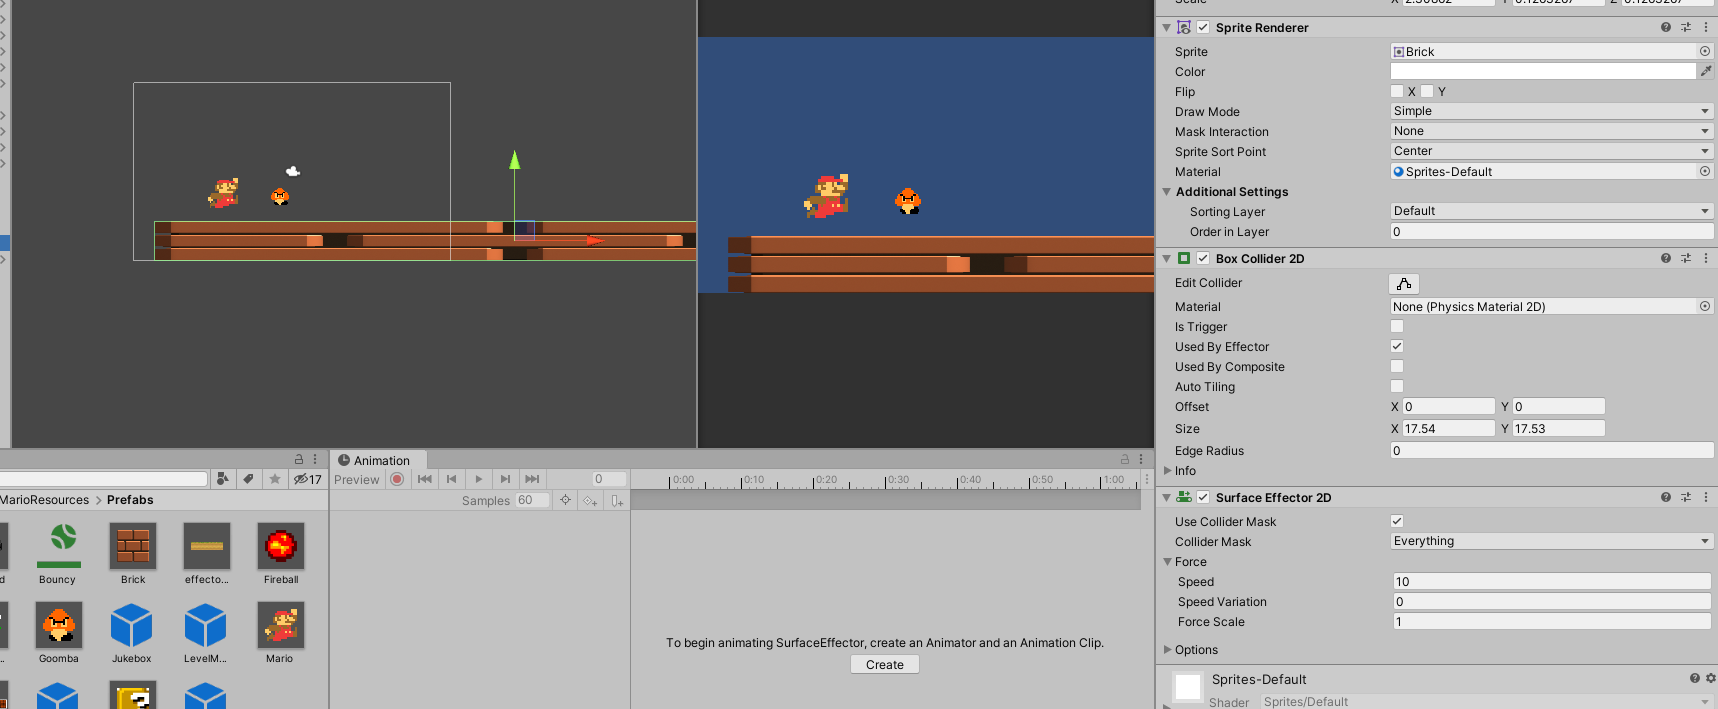 Sprite Renderer
Sprite Brick
Color
Flip X Y
Draw Mode Simple
Mask Interaction None
Sprite Sort Point Center
Material Sprites-Default
Additional Settings
Sorting Layer Default
Order in Layer 0
Box Collider 2D
Edit Collider
Material None (Physics Material 2D)
Is Trigger
Used By Effector
Used By Composite
Auto Tiling
Offset X 0 Y 0
Size X 17.54 Y 17.53
Edge Radius 0
Info
Surface Effector 2D
Use Collider Mask
Collider Mask Everything
Force
Speed 10
Speed Variation 0
Force Scale 1
Options
Sprites-Default
Shader Sprites/Default
17
MarioResources > Prefabs
d Bouncy Brick effecto... Fireball
Goomba Jukebox LevelM... Mario
Animation
Preview 0
Samples 60
0:00 0:10 0:20 0:30 0:40 0:50 1:00
To begin animating SurfaceEffector, create an Animator and an Animation Clip.
Create